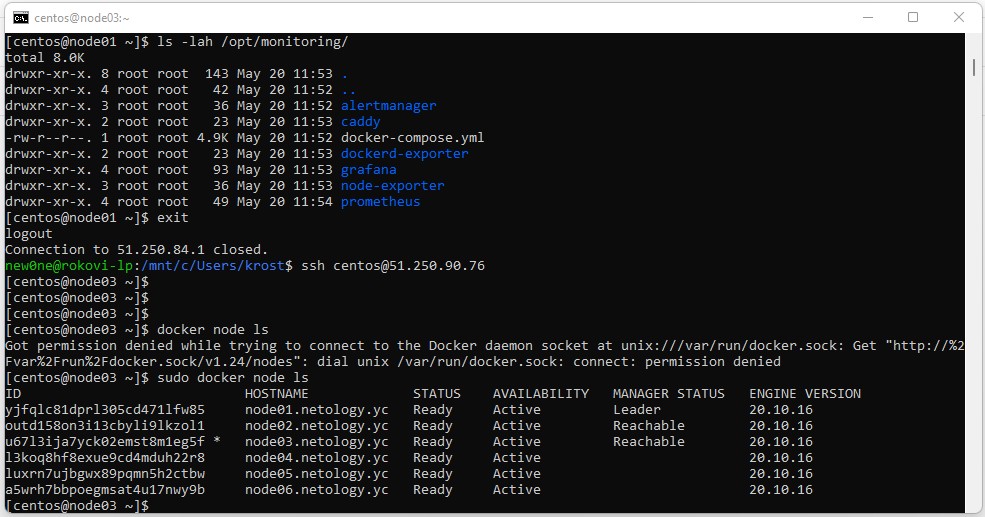 centos@node03:~
[centos@node01 ~]$ ls -lah /opt/monitoring/
total 8.0K
drwxr-xr-x. 8 root root  143 May 20 11:53 .
drwxr-xr-x. 4 root root   42 May 20 11:52 ..
drwxr-xr-x. 3 root root   36 May 20 11:52 alertmanager
drwxr-xr-x. 2 root root   23 May 20 11:53 caddy
-rw-r--r--. 1 root root 4.9K May 20 11:52 docker-compose.yml
drwxr-xr-x. 2 root root   23 May 20 11:53 dockerd-exporter
drwxr-xr-x. 4 root root   93 May 20 11:53 grafana
drwxr-xr-x. 3 root root   36 May 20 11:53 node-exporter
drwxr-xr-x. 4 root root   49 May 20 11:54 prometheus
[centos@node01 ~]$ exit
logout
Connection to 51.250.84.1 closed.
new0ne@rokovi-lp:/mnt/c/Users/krost$ ssh centos@51.250.90.76
[centos@node03 ~]$
[centos@node03 ~]$
[centos@node03 ~]$
[centos@node03 ~]$ docker node ls
Got permission denied while trying to connect to the Docker daemon socket at unix:///var/run/docker.sock: Get "http://%2
Fvar%2Frun%2Fdocker.sock/v1.24/nodes": dial unix /var/run/docker.sock: connect: permission denied
[centos@node03 ~]$ sudo docker node ls
ID                            HOSTNAME             STATUS    AVAILABILITY   MANAGER STATUS   ENGINE VERSION
yjfqlc81dprl305cd471lfw85     node01.netology.yc   Ready     Active         Leader           20.10.16
outd158on3i13cbyli9lkzol1     node02.netology.yc   Ready     Active         Reachable        20.10.16
u67l3ija7yck02emst8m1eg5f *   node03.netology.yc   Ready     Active         Reachable        20.10.16
l3koq8hf8exue9cd4mduh22r8     node04.netology.yc   Ready     Active                          20.10.16
luxrn7ujbgwx89pqmn5h2ctbw     node05.netology.yc   Ready     Active                          20.10.16
a5wrh7bbpoegmsat4u17nwy9b     node06.netology.yc   Ready     Active                          20.10.16
[centos@node03 ~]$